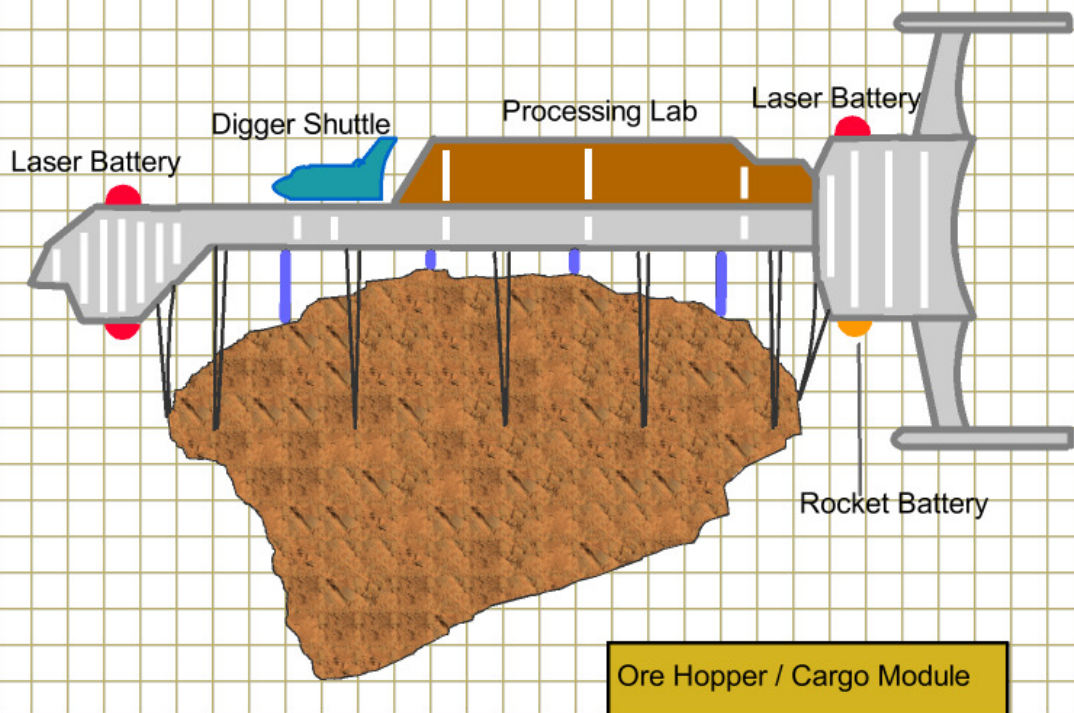 Laser Battery
Digger Shuttle
Processing Lab
Laser Battery
Rocket Battery
Ore Hopper / Cargo Module